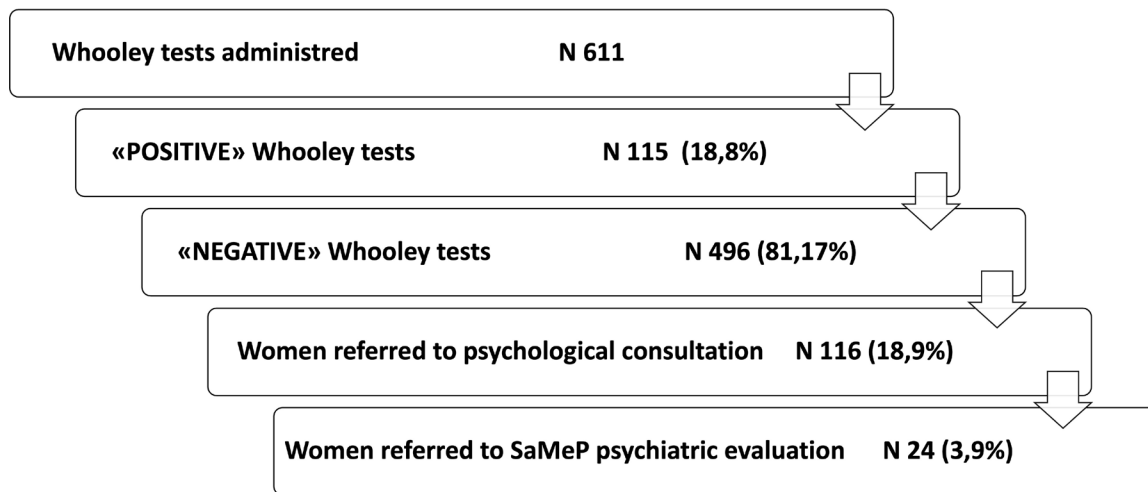 Whooley tests administred N 611
«POSITIVE» Whooley tests N 115 (18,8%)
«NEGATIVE» Whooley tests N 496 (81,17%)
Women referred to psychological consultation N 116 (18,9%)
Women referred to SaMeP psychiatric evaluation N 24 (3,9%)